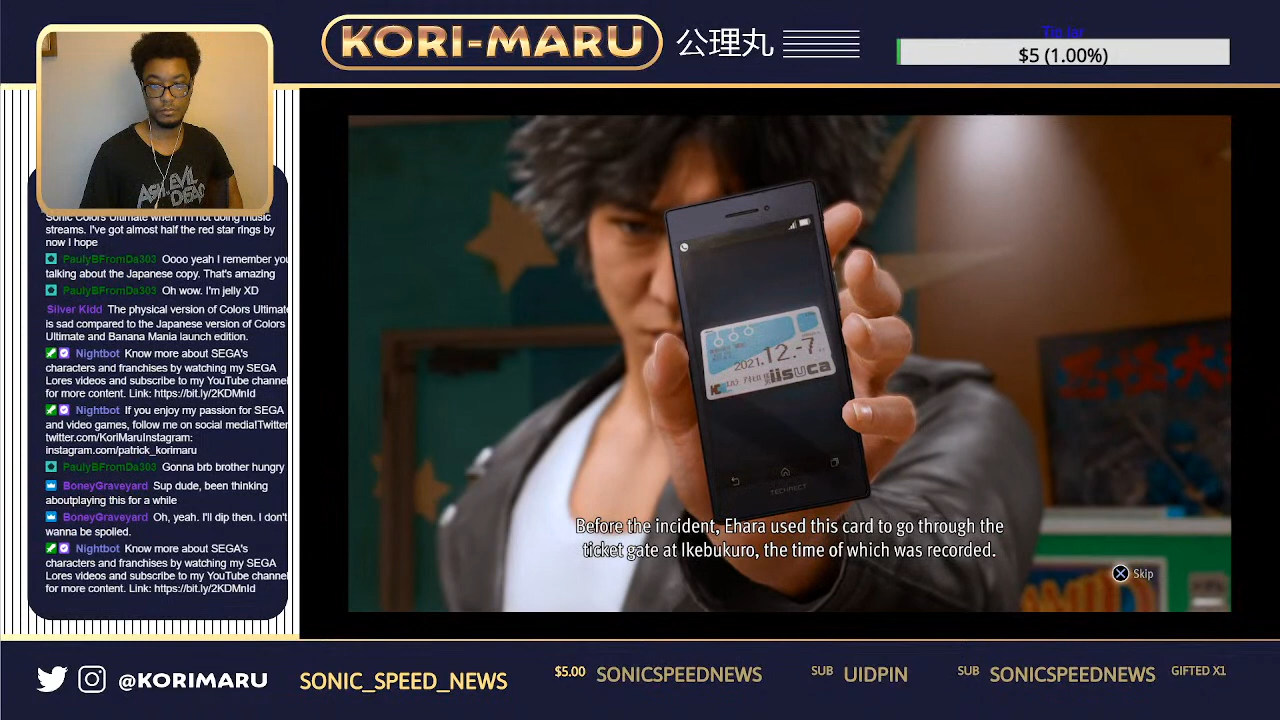 KORI-MARU
公理丸
Tip Jar
$5 (1.00%)
Sonic Colors Ultimate when I'm not doing music
streams. I've got almost half the red star rings by
now I hope
PaulyBFromDa303 Oooo yeah I remember you
talking about the Japanese copy. That's amazing
PaulyBFromDa303 Oh wow. I'm jelly XD
Silver Kidd The physical version of Colors Ultimate
is sad compared to the Japanese version of Colors
Ultimate and Banana Mania launch edition.
Nightbot Know more about SEGA's
characters and franchises by watching my SEGA
Lores videos and subscribe to my YouTube channel
for more content. Link: https://bit.ly/2KDMnId
Nightbot If you enjoy my passion for SEGA
and video games, follow me on social media!Twitter
twitter.com/KoriMaruInstagram:
instagram.com/patrick_korimaru
PaulyBFromDa303 Gonna brb brother hungry
BoneyGraveyard Sup dude, been thinking
aboutplaying this for a while
BoneyGraveyard Oh, yeah. I'll dip then. I don't
wanna be spoiled.
Nightbot Know more about SEGA's
characters and franchises by watching my SEGA
Lores videos and subscribe to my YouTube channel
for more content. Link: https://bit.ly/2KDMnId
ASH EVIL
DEAD
2021.12.-7
iisuca
TECHNECT
Before the incident, Ehara used this card to go through the
ticket gate at Ikebukuro, the time of which was recorded.
Skip
@KORIMARU
SONIC_SPEED_NEWS
$5.00 SONICSPEEDNEWS
SUB UIDPIN
SUB SONICSPEEDNEWS GIFTED X1